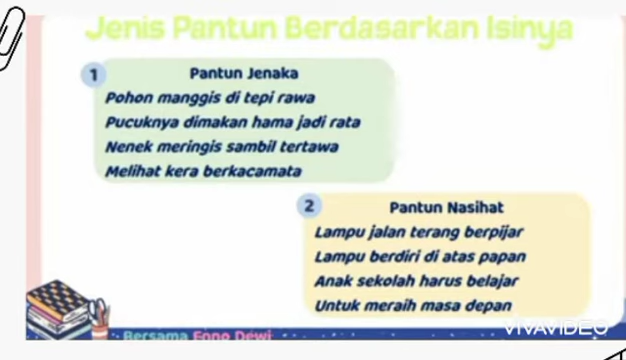 Jenis Pantun Berdasarkan Isinya
1
Pantun Jenaka
Pohon manggis di tepi rawa
Pucuknya dimakan hama jadi rata
Nenek meringis sambil tertawa
Melihat kera berkacamata
2
Pantun Nasihat
Lampu jalan terang berpijar
Lampu berdiri di atas papan
Anak sekolah harus belajar
Untuk meraih masa depan
VIVAVIDEO
Bersama Enno Dewi